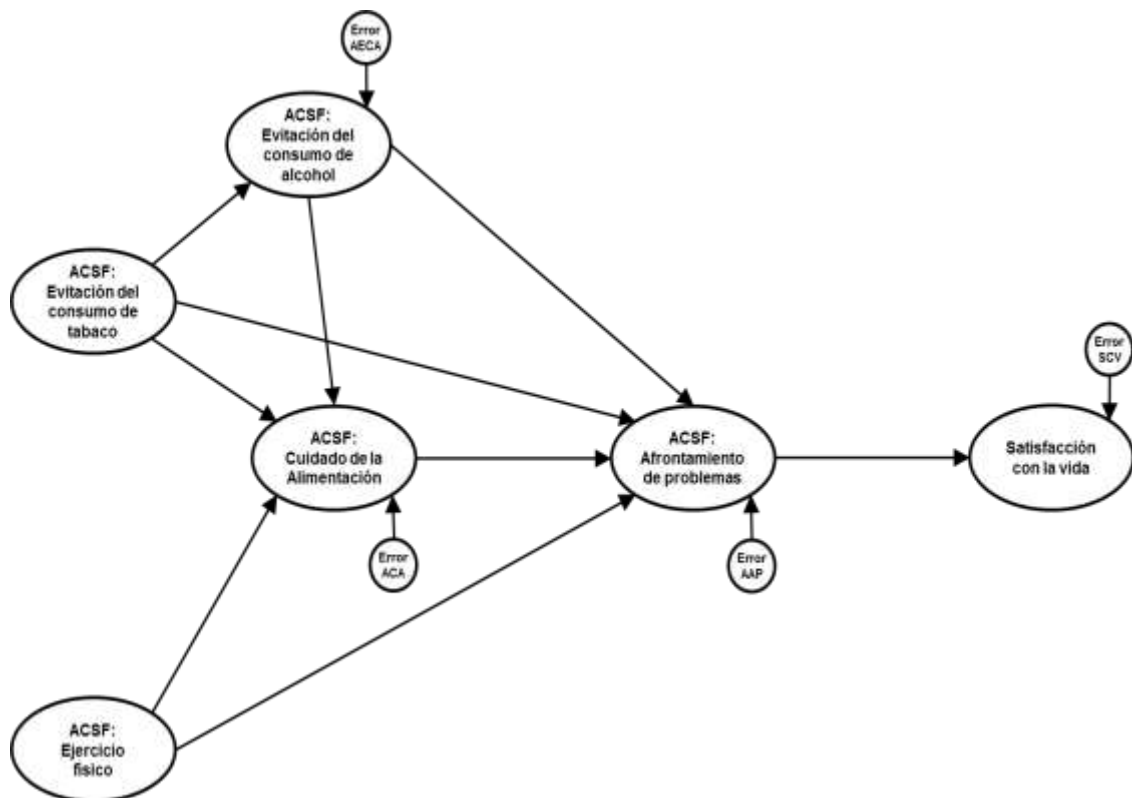 Error
AECA
ACSF:
Evitación del
consumo de
alcohol
ACSF:
Evitación del
consumo de
tabaco
Error
SCV
ACSF:
Cuidado de la
Alimentación
ACSF:
Afrontamiento
de problemas
Satisfacción
con la vida
Error
ACA
Error
AAP
ACSF:
Ejercicio
físico